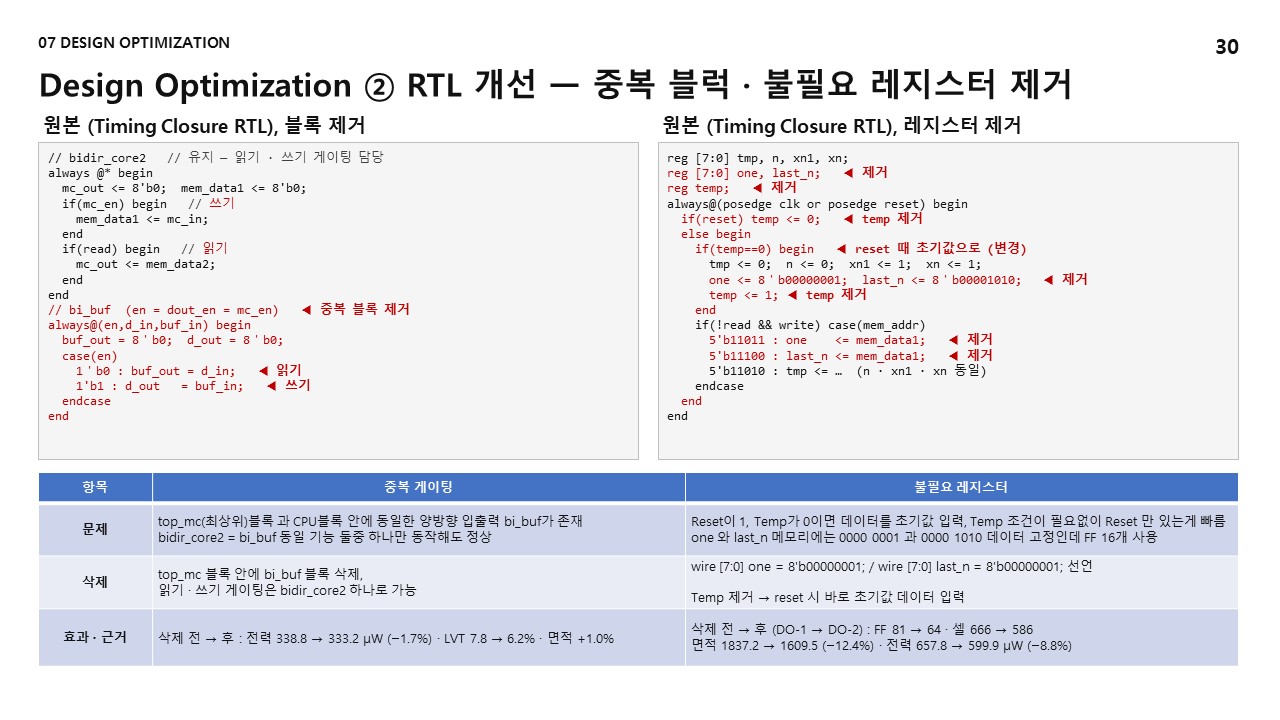 07 DESIGN OPTIMIZATION
30
Design Optimization ② RTL 개선 — 중복 블럭 · 불필요 레지스터 제거
원본 (Timing Closure RTL), 블록 제거
// bidir_core2   // 유지 — 읽기 · 쓰기 게이팅 담당
always @* begin
  mc_out <= 8'b0;  mem_data1 <= 8'b0;
  if(mc_en) begin   // 쓰기
    mem_data1 <= mc_in;
  end
  if(read) begin   // 읽기
    mc_out <= mem_data2;
  end
end
// bi_buf  (en = dout_en = mc_en)   ◀ 중복 블록 제거
always@(en,d_in,buf_in) begin
  buf_out = 8'b0;  d_out = 8'b0;
  case(en)
    1'b0 : buf_out = d_in;   ◀ 읽기
    1'b1 : d_out   = buf_in;   ◀ 쓰기
  endcase
end
원본 (Timing Closure RTL), 레지스터 제거
reg [7:0] tmp, n, xn1, xn;
reg [7:0] one, last_n;   ◀ 제거
reg temp;   ◀ 제거
always@(posedge clk or posedge reset) begin
  if(reset) temp <= 0;   ◀ temp 제거
  else begin
    if(temp==0) begin   ◀ reset 때 초기값으로 (변경)
      tmp <= 0;  n <= 0;  xn1 <= 1;  xn <= 1;
      one <= 8'b00000001;  last_n <= 8'b00001010;   ◀ 제거
      temp <= 1; ◀ temp 제거
    end
    if(!read && write) case(mem_addr)
      5'b11011 : one    <= mem_data1;   ◀ 제거
      5'b11100 : last_n <= mem_data1;   ◀ 제거
      5'b11010 : tmp <= …  (n · xn1 · xn 동일)
    endcase
  end
end
항목
중복 게이팅
불필요 레지스터
문제
top_mc(최상위)블록 과 CPU블록 안에 동일한 양방향 입출력 bi_buf가 존재
bidir_core2 = bi_buf 동일 기능 둘중 하나만 동작해도 정상
Reset이 1, Temp가 0이면 데이터를 초기값 입력, Temp 조건이 필요없이 Reset 만 있는게 빠름
one 와 last_n 메모리에는 0000 0001 과 0000 1010 데이터 고정인데 FF 16개 사용
삭제
top_mc 블록 안에 bi_buf 블록 삭제,
읽기 · 쓰기 게이팅은 bidir_core2 하나로 가능
wire [7:0] one = 8'b00000001; / wire [7:0] last_n = 8'b00000001; 선언
Temp 제거 → reset 시 바로 초기값 데이터 입력
효과 · 근거
삭제 전 → 후 : 전력 338.8 → 333.2 µW (−1.7%) · LVT 7.8 → 6.2% · 면적 +1.0%
삭제 전 → 후 (DO-1 → DO-2) : FF 81 → 64 · 셀 666 → 586
면적 1837.2 → 1609.5 (−12.4%) · 전력 657.8 → 599.9 µW (−8.8%)